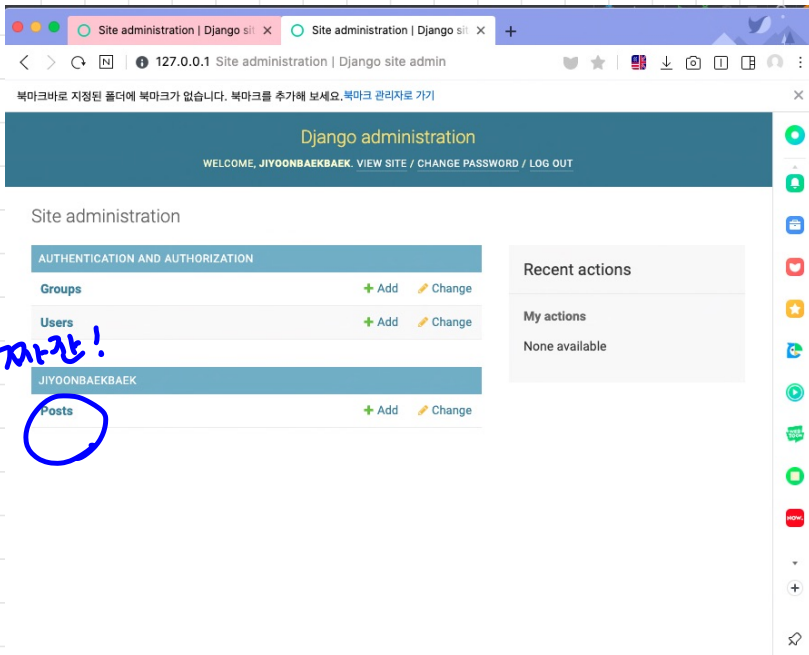 Site administration | Django sit
Site administration | Django sit
N 127.0.0.1 Site administration | Django site admin
북마크바로 지정된 폴더에 북마크가 없습니다. 북마크를 추가해 보세요. 북마크 관리자로 가기
Django administration
WELCOME, JIYOONBAEKBAEK. VIEW SITE / CHANGE PASSWORD / LOG OUT
Site administration
AUTHENTICATION AND AUTHORIZATION
Groups + Add Change
Users + Add Change
짜잔!
JIYOONBAEKBAEK
Posts + Add Change
Recent actions
My actions
None available
NOW.